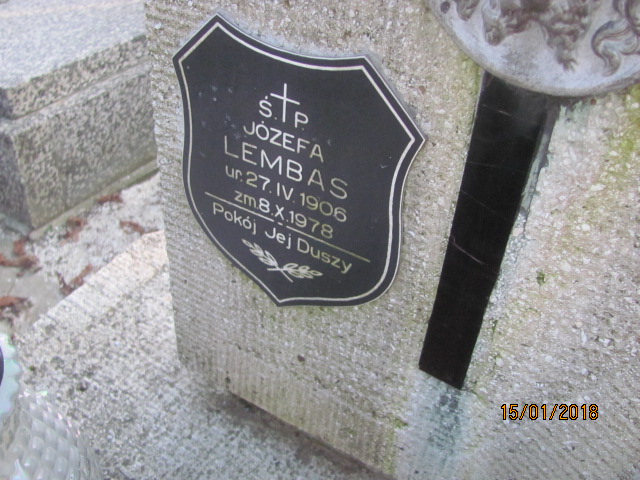 Ś.†P.
JÓZEFA
LEMBAS
ur. 27.IV.1906
zm. 8.X.1978
Pokój Jej Duszy
15/01/2018